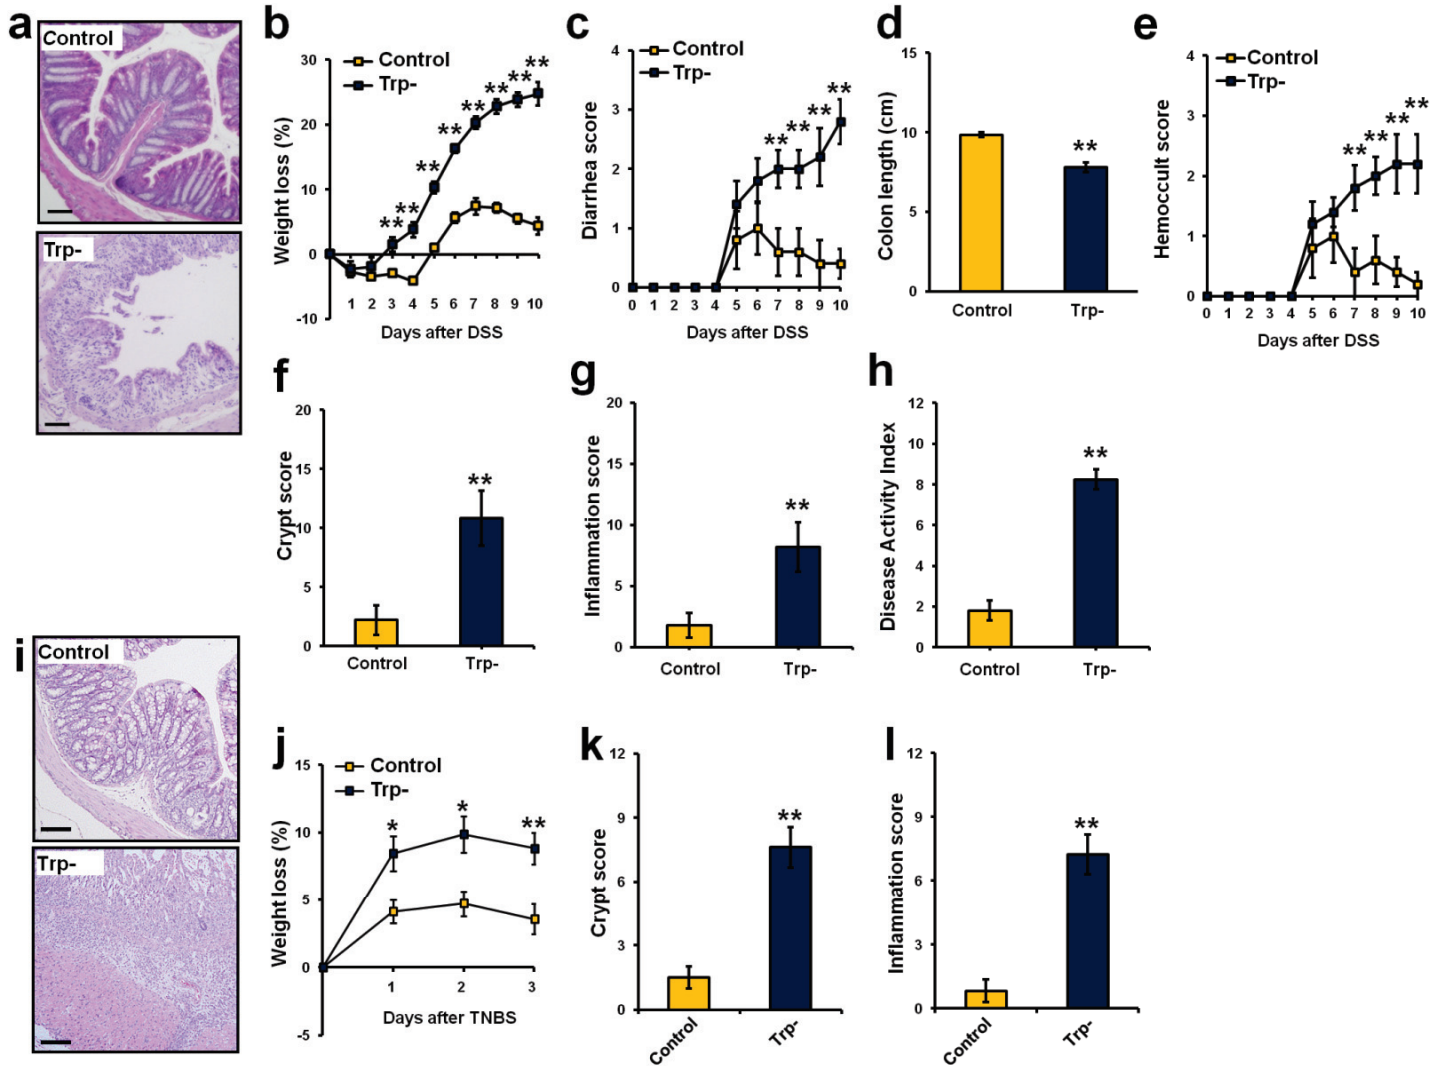 a
Control
Trp-
b
Control
Trp-
Weight loss (%)
30
20
10
0
-10
** ** ** ** ** ** ** **
1 2 3 4 5 6 7 8 9 10
Days after DSS
c
Control
Trp-
Diarrhea score
4
3
2
1
0
** ** ** **
0 1 2 3 4 5 6 7 8 9 10
Days after DSS
d
Colon length (cm)
15
10
5
0
**
Control Trp-
e
Control
Trp-
Hemoccult score
4
3
2
1
0
** ** ** **
0 1 2 3 4 5 6 7 8 9 10
Days after DSS
f
Crypt score
20
15
10
5
0
**
Control Trp-
g
Inflammation score
20
15
10
5
0
**
Control Trp-
h
Disease Activity Index
12
10
8
6
4
2
0
**
Control Trp-
i
Control
Trp-
j
Control
Trp-
Weight loss (%)
15
10
5
0
-5
* * **
1 2 3
Days after TNBS
k
Crypt score
12
9
6
3
0
**
Control Trp-
l
Inflammation score
12
9
6
3
0
**
Control Trp-